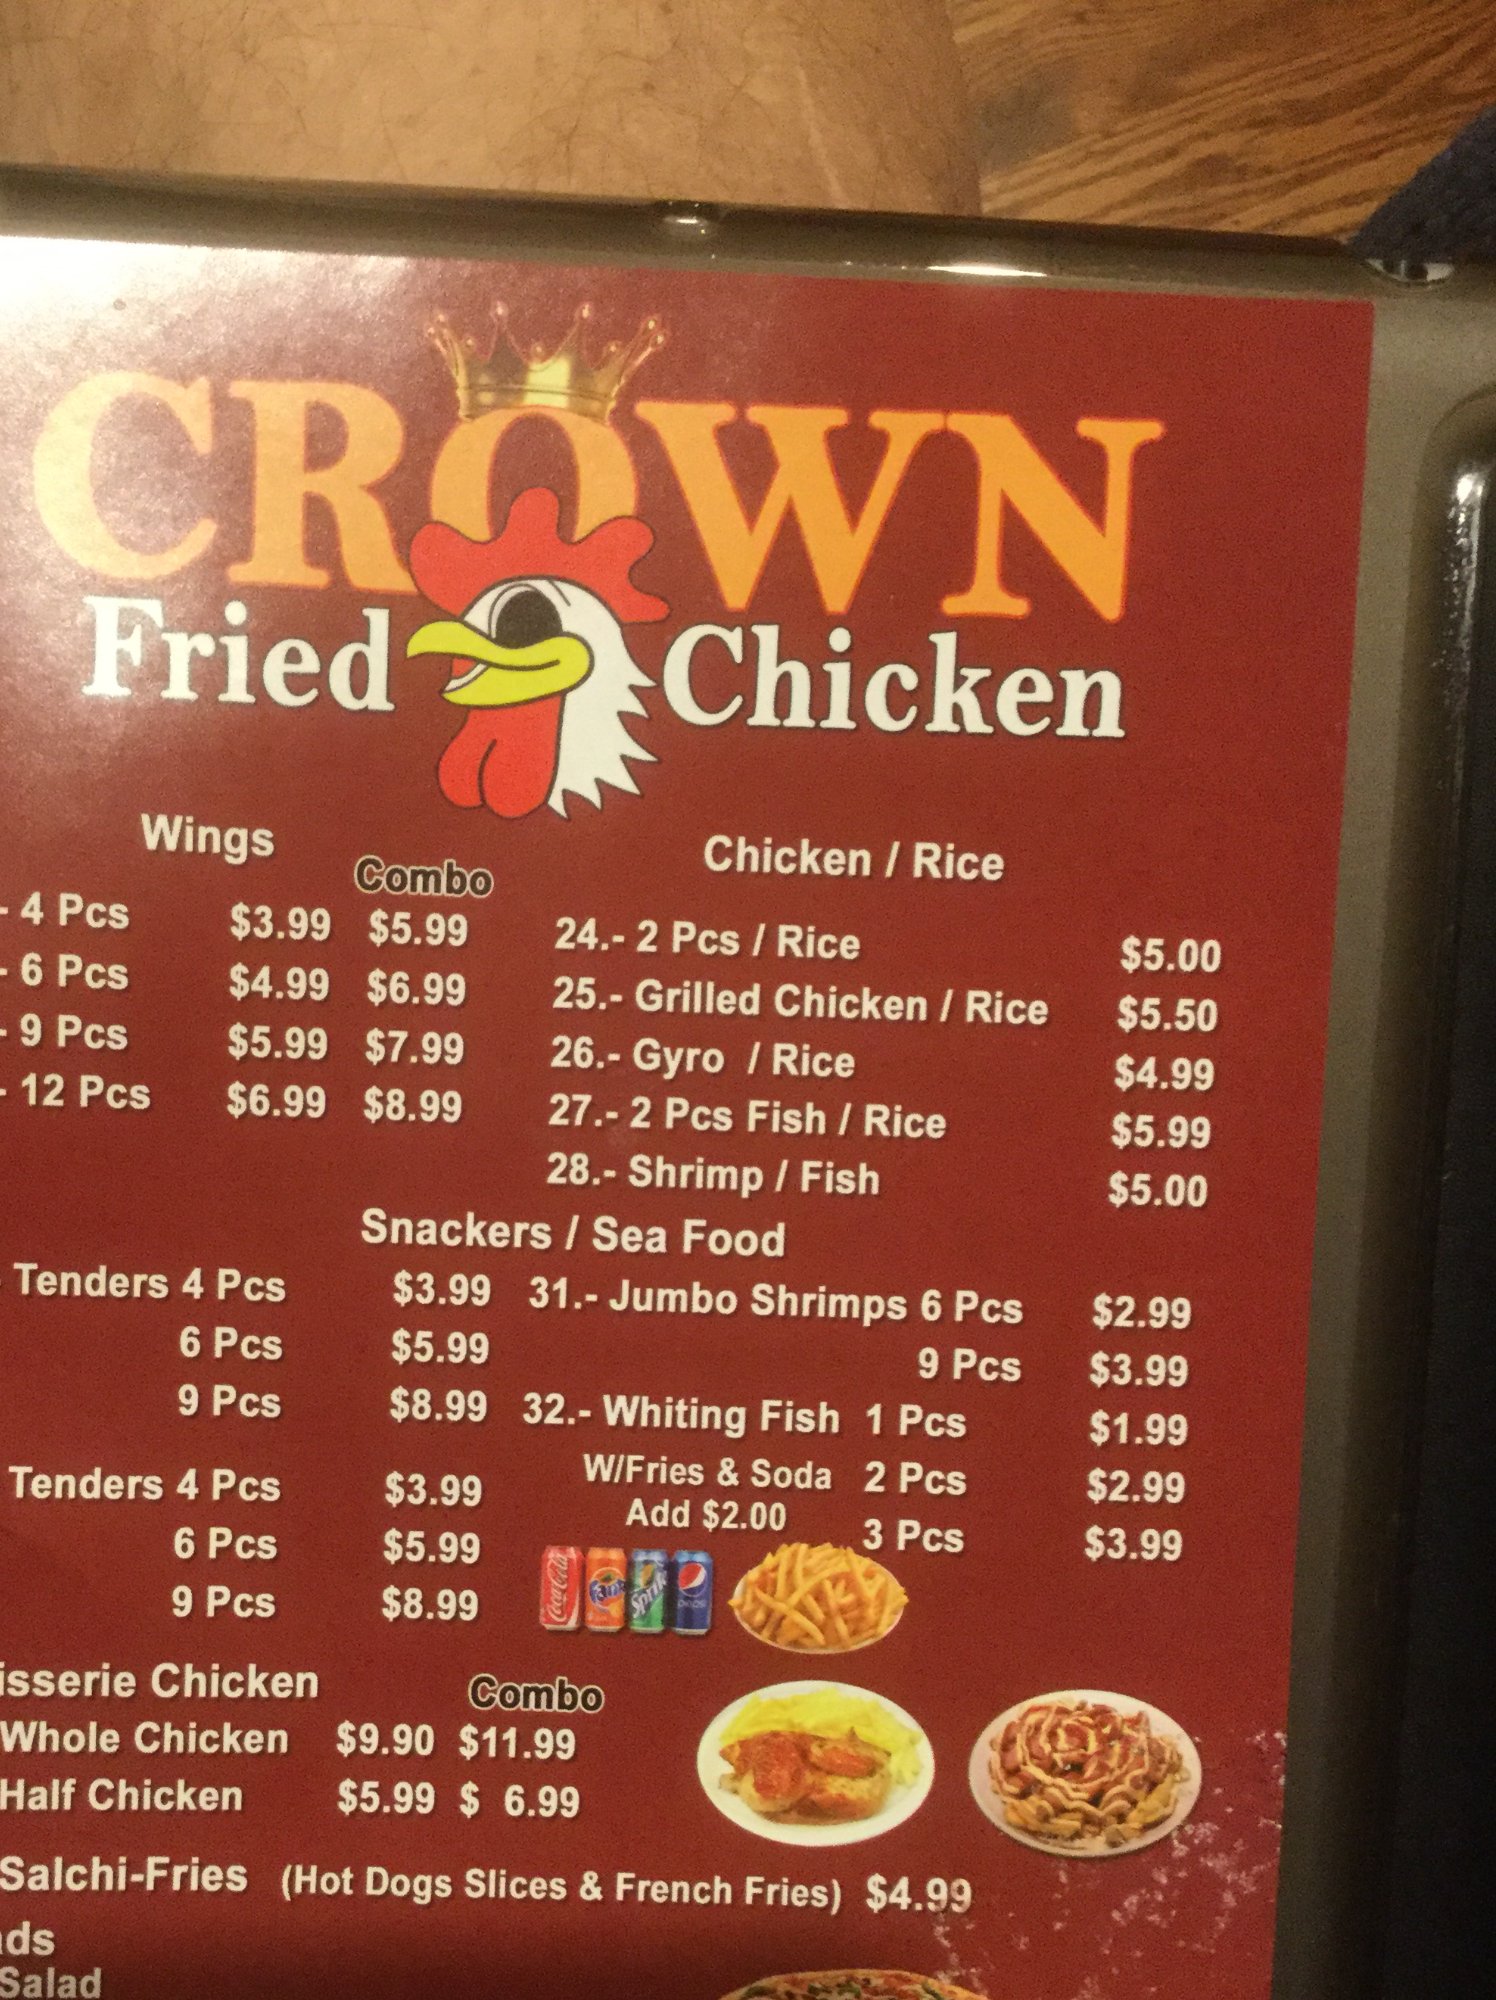 CROWN
Fried Chicken
Wings
Combo
- 4 Pcs $3.99 $5.99
- 6 Pcs $4.99 $6.99
- 9 Pcs $5.99 $7.99
- 12 Pcs $6.99 $8.99
Chicken / Rice
24.- 2 Pcs / Rice $5.00
25.- Grilled Chicken / Rice $5.50
26.- Gyro / Rice $4.99
27.- 2 Pcs Fish / Rice $5.99
28.- Shrimp / Fish $5.00
Snackers / Sea Food
Tenders 4 Pcs $3.99
6 Pcs $5.99
9 Pcs $8.99
Tenders 4 Pcs $3.99
6 Pcs $5.99
9 Pcs $8.99
31.- Jumbo Shrimps 6 Pcs $2.99
9 Pcs $3.99
32.- Whiting Fish 1 Pcs $1.99
W/Fries & Soda 2 Pcs $2.99
Add $2.00
3 Pcs $3.99
Coca-Cola Fanta Sprite pepsi
isserie Chicken Combo
Whole Chicken $9.90 $11.99
Half Chicken $5.99 $ 6.99
Salchi-Fries (Hot Dogs Slices & French Fries) $4.99
ds
Salad